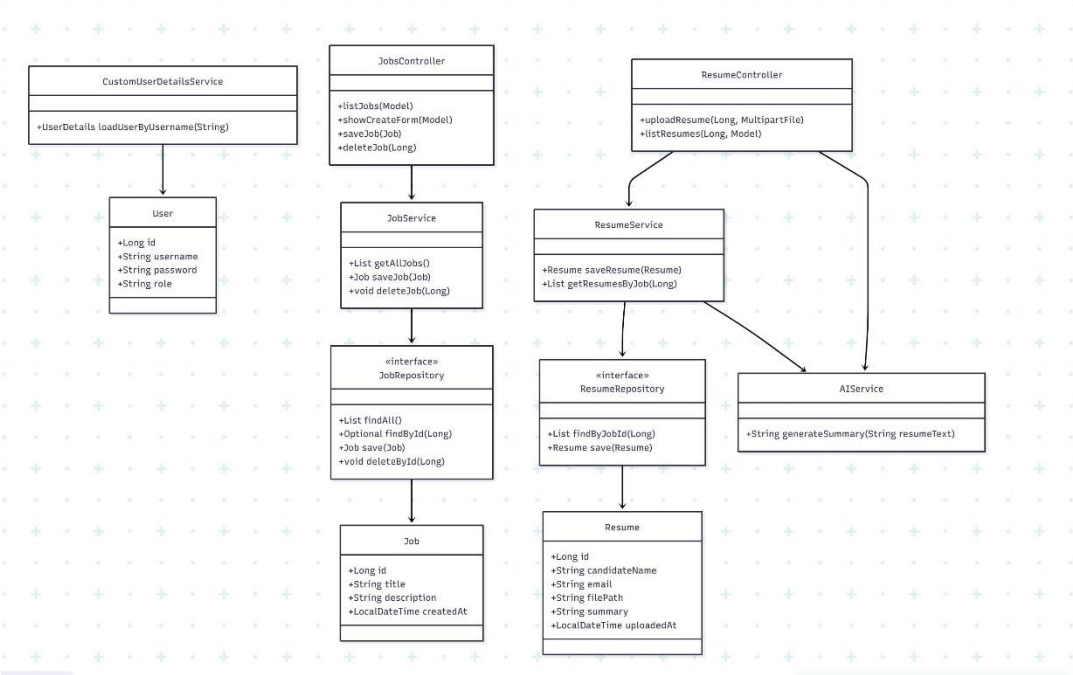 CustomUserDetailsService
+UserDetails loadUserByUsername(String)
User
+Long id
+String username
+String password
+String role
JobsController
+listJobs(Model)
+showCreateForm(Model)
+saveJob(Job)
+deleteJob(Long)
JobService
+List getAllJobs()
+Job saveJob(Job)
+void deleteJob(Long)
«interface»
JobRepository
+List findAll()
+Optional findById(Long)
+Job save(Job)
+void deleteById(Long)
Job
+Long id
+String title
+String description
+LocalDateTime createdAt
ResumeController
+uploadResume(Long, MultipartFile)
+listResumes(Long, Model)
ResumeService
+Resume saveResume(Resume)
+List getResumesByJob(Long)
«interface»
ResumeRepository
+List findByJobId(Long)
+Resume save(Resume)
AIService
+String generateSummary(String resumeText)
Resume
+Long id
+String candidateName
+String email
+String filePath
+String summary
+LocalDateTime uploadedAt